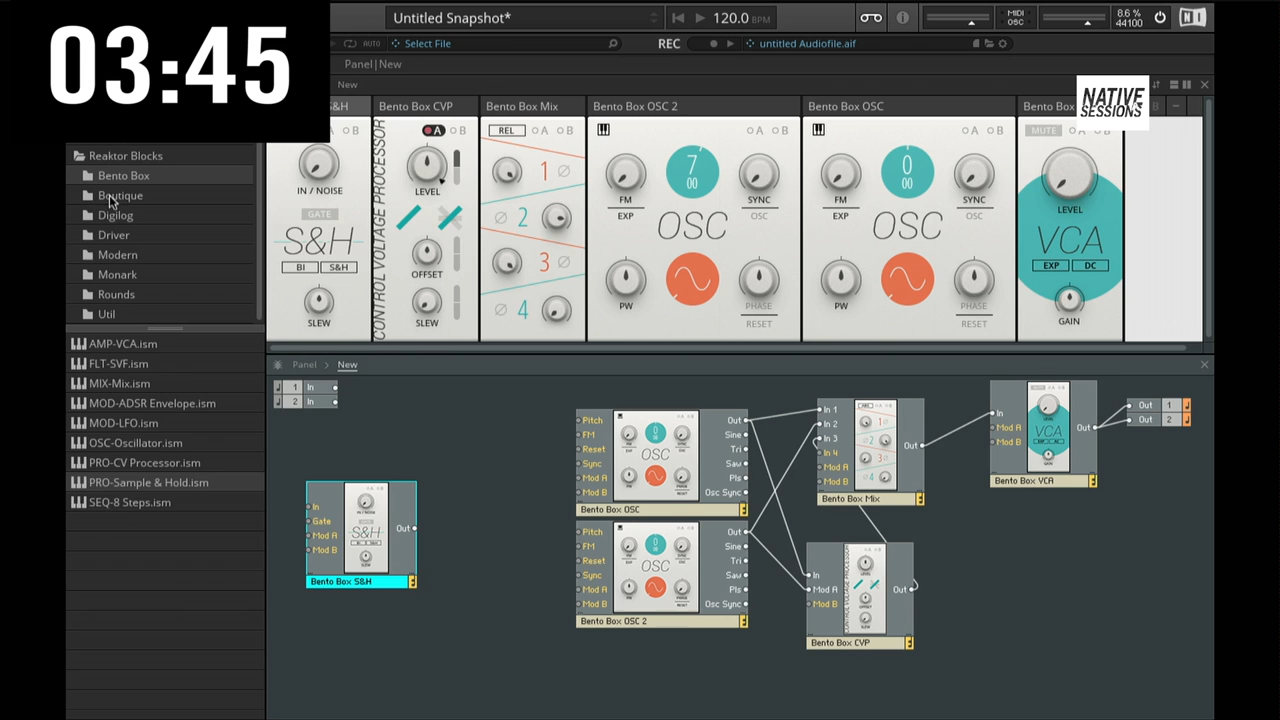 03:45
Untitled Snapshot*
120.0 BPM
MIDI
OSC
8.6 %
44100
NI
AUTO
Select File
REC
untitled Audiofile.aif
Panel|New
New
NATIVE
SESSIONS
S&H
Bento Box CVP
Bento Box Mix
Bento Box OSC 2
Bento Box OSC
Bento Box
B
A B
IN / NOISE
GATE
S&H
BI
S&H
SLEW
CONTROL VOLTAGE PROCESSOR
A B
LEVEL
OFFSET
SLEW
REL A B
1
2
3
4
A B
FM
EXP
7
00
SYNC
OSC
OSC
PW
PHASE
RESET
A B
FM
EXP
0
00
SYNC
OSC
OSC
PW
PHASE
RESET
MUTE A B
LEVEL
VCA
EXP
DC
GAIN
Reaktor Blocks
Bento Box
Boutique
Digilog
Driver
Modern
Monark
Rounds
Util
AMP-VCA.ism
FLT-SVF.ism
MIX-Mix.ism
MOD-ADSR Envelope.ism
MOD-LFO.ism
OSC-Oscillator.ism
PRO-CV Processor.ism
PRO-Sample & Hold.ism
SEQ-8 Steps.ism
Panel
New
1 In
2 In
In
Gate
Mod A
Mod B
S&H
Out
Bento Box S&H
Pitch
FM
Reset
Sync
Mod A
Mod B
OSC
Out
Sine
Tri
Saw
Pls
Osc Sync
Bento Box OSC
Pitch
FM
Reset
Sync
Mod A
Mod B
OSC
Out
Sine
Tri
Saw
Pls
Osc Sync
Bento Box OSC 2
In 1
In 2
In 3
In 4
Mod A
Mod B
Out
Bento Box Mix
In
Mod A
Mod B
Out
Bento Box CVP
In
Mod A
Mod B
VCA
Out
Bento Box VCA
Out 1
Out 2